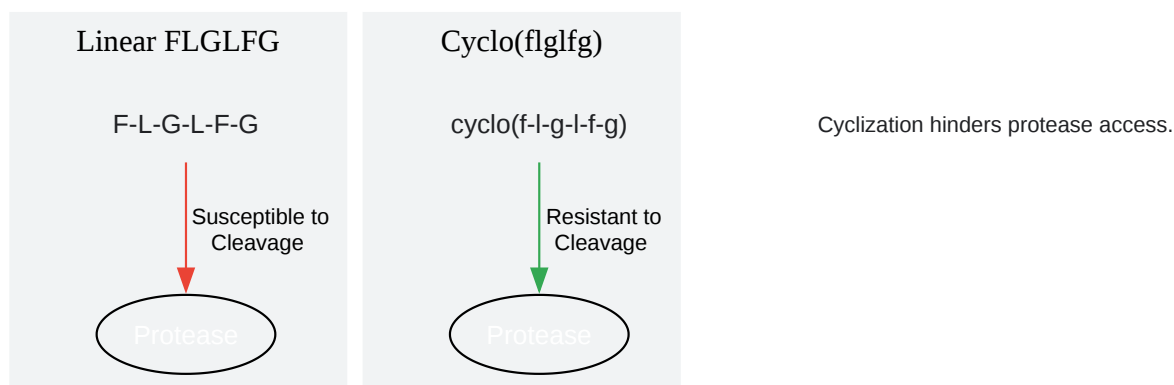 Linear FLGLFG
F-L-G-L-F-G
Susceptible to
Cleavage
Protease
Cyclo(flglfg)
cyclo(f-l-g-l-f-g)
Resistant to
Cleavage
Protease
Cyclization hinders protease access.